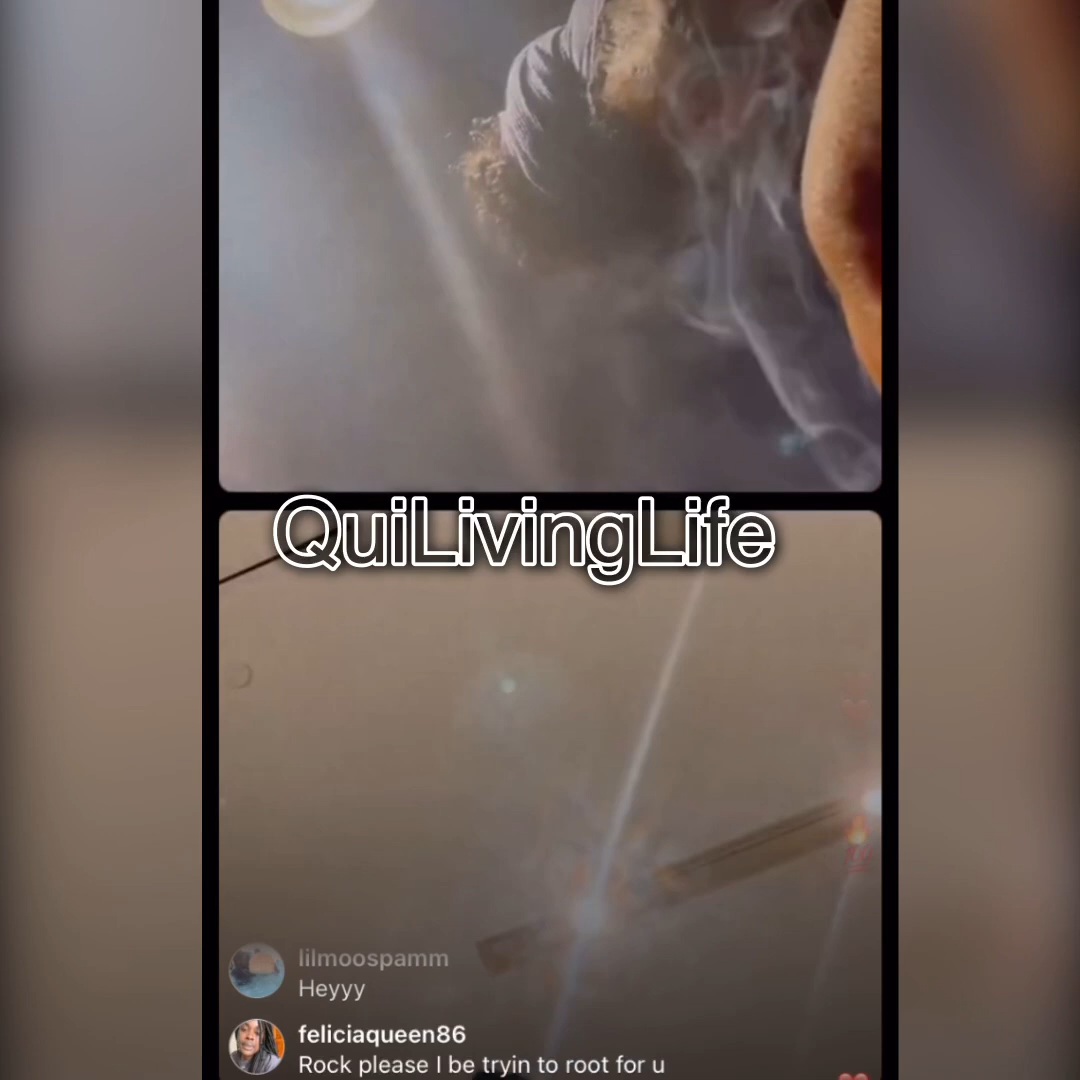 QuiLivingLife
lilmoospamm
Heyyy
feliciaqueen86
Rock please I be tryin to root for u